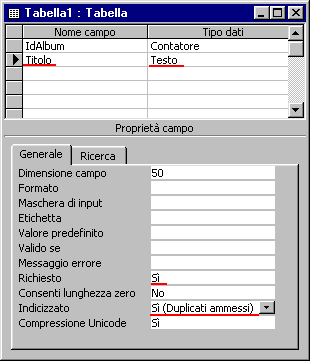 Tabella1 : Tabella
Nome campo Tipo dati
IdAlbum Contatore
Titolo Testo
Proprietà campo
Generale Ricerca
Dimensione campo 50
Formato
Maschera di input
Etichetta
Valore predefinito
Valido se
Messaggio errore
Richiesto Sì
Consenti lunghezza zero No
Indicizzato Sì (Duplicati ammessi)
Compressione Unicode Sì